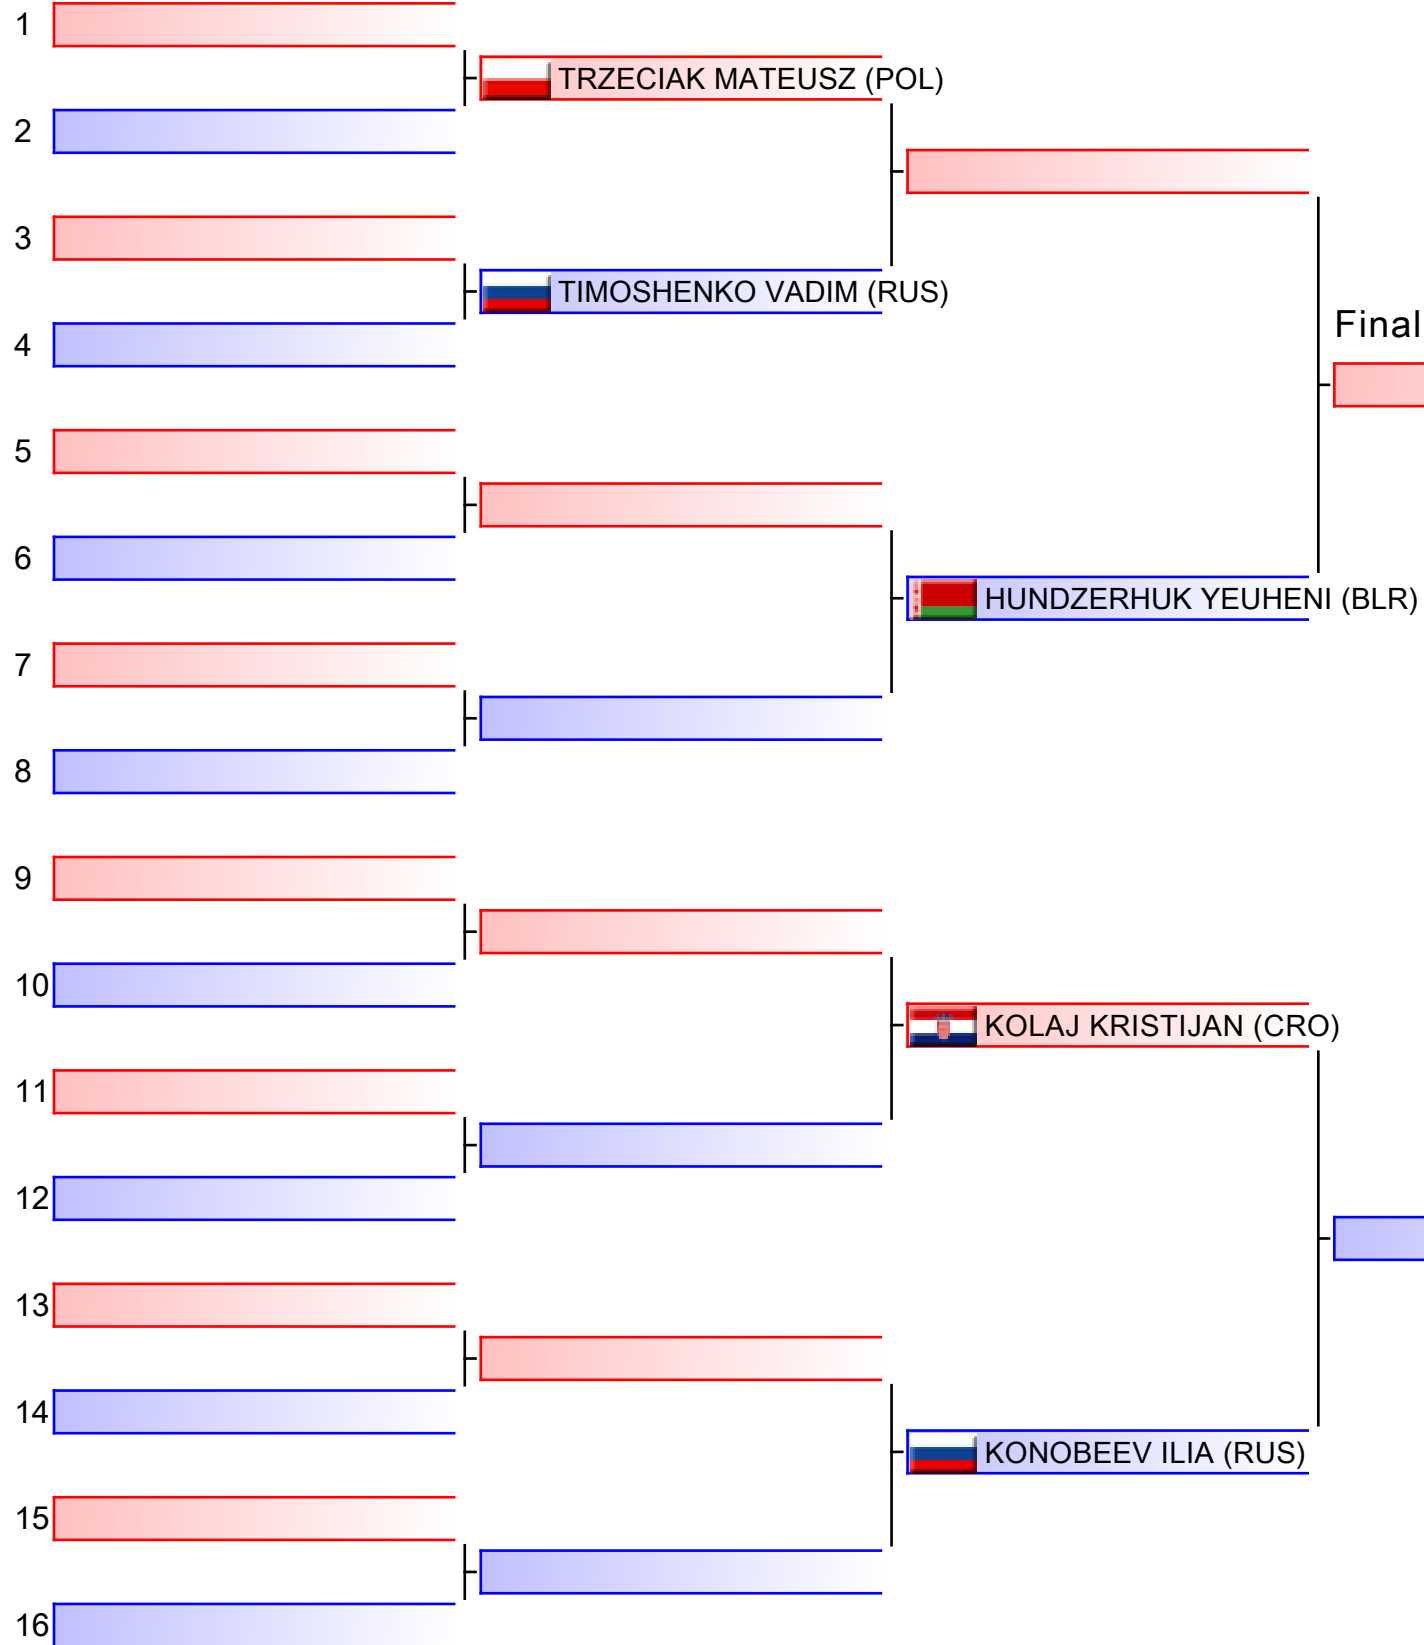 1
TRZECIAK MATEUSZ (POL)
2
3
TIMOSHENKO VADIM (RUS)
4
Final
5
6
HUNDZERHUK YEUHENI (BLR)
7
8
9
10
KOLAJ KRISTIJAN (CRO)
11
12
13
14
KONOBEEV ILIA (RUS)
15
16